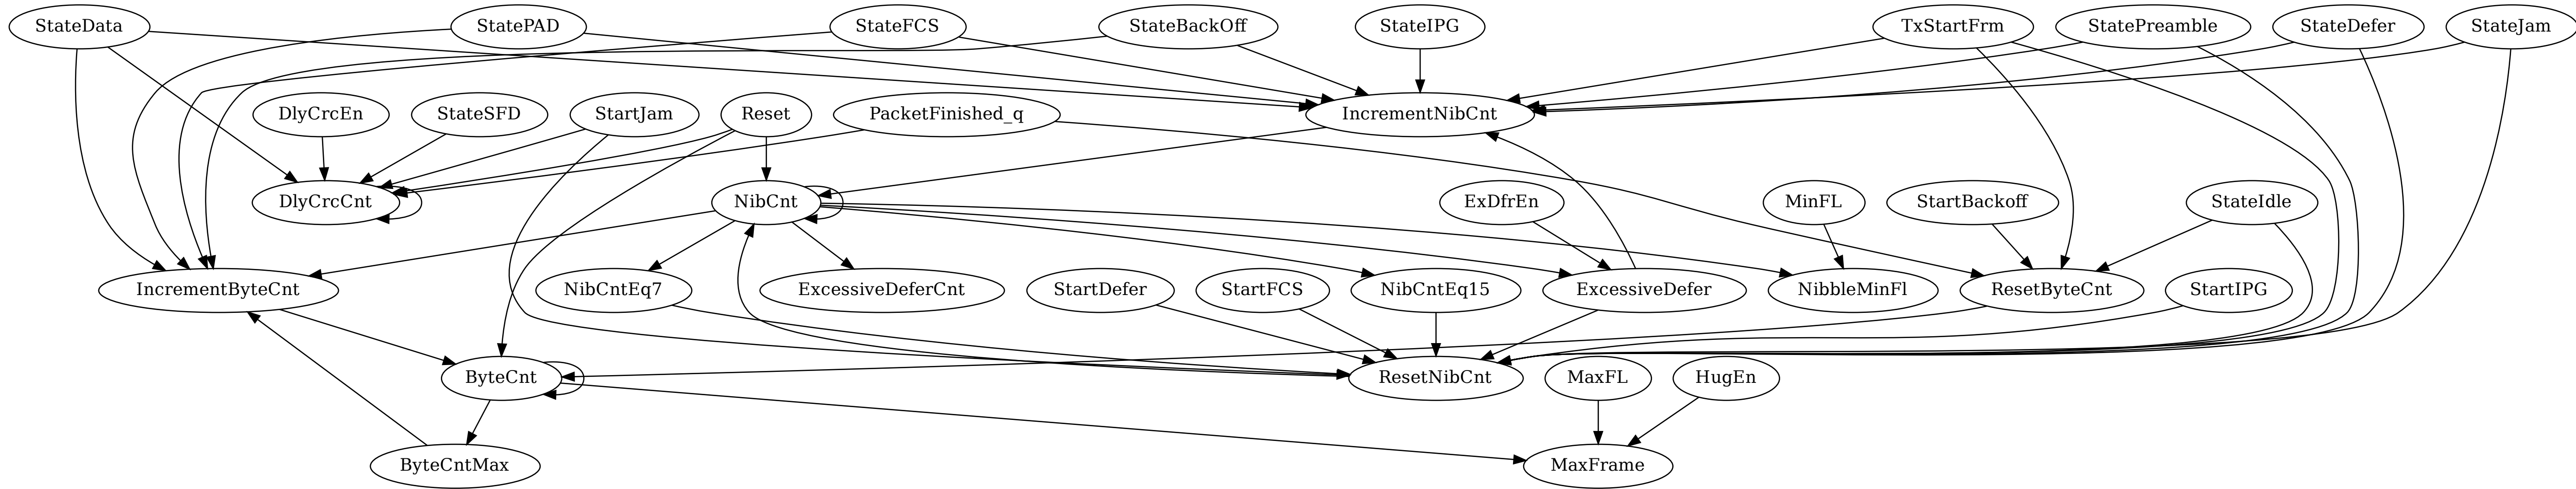 StateData
StatePAD
StateFCS
StateBackOff
StateIPG
TxStartFrm
StatePreamble
StateDefer
StateJam
DlyCrcEn
StateSFD
StartJam
Reset
PacketFinished_q
IncrementNibCnt
DlyCrcCnt
NibCnt
ExDfrEn
MinFL
StartBackoff
StateIdle
IncrementByteCnt
NibCntEq7
ExcessiveDeferCnt
StartDefer
StartFCS
NibCntEq15
ExcessiveDefer
NibbleMinFl
ResetByteCnt
StartIPG
ByteCnt
ResetNibCnt
MaxFL
HugEn
ByteCntMax
MaxFrame